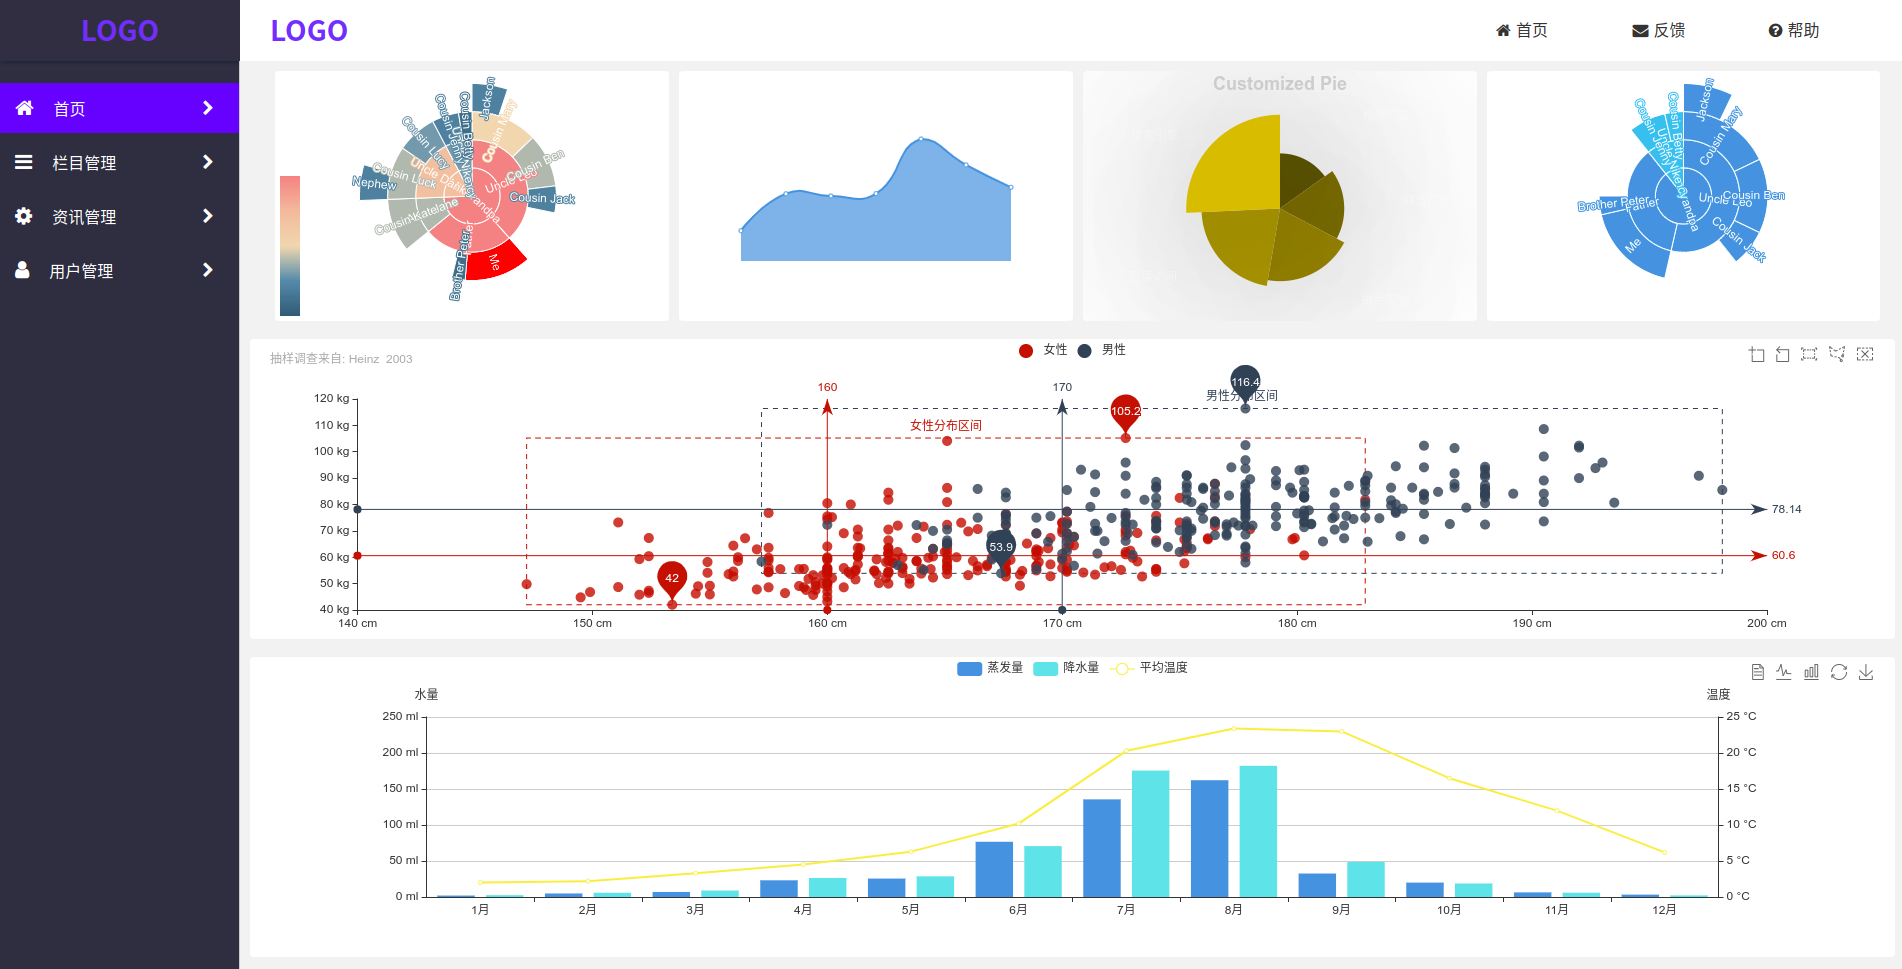 LOGO
LOGO
首页
反馈
帮助
首页
栏目管理
资讯管理
用户管理
Jackson
Cousin Mary
Cousin Betty
Cousin Jenny
Cousin Lucy
Cousin Luck
Nephew
Uncle Leo
Cousin Ben
Cousin Jack
Grandpa
Me
Brother Peter
Customized Pie
Jackson
Cousin Mary
Cousin Betty
Cousin Jenny
Uncle Leo
Cousin Ben
Cousin Jack
Grandpa
Brother Peter
Father
Me
抽样调查来自: Heinz 2003
女性
男性
160
170
116.4
男性分布区间
105.2
女性分布区间
120 kg
110 kg
100 kg
90 kg
80 kg
70 kg
60 kg
50 kg
40 kg
78.14
60.6
53.9
42
140 cm
150 cm
160 cm
170 cm
180 cm
190 cm
200 cm
蒸发量
降水量
平均温度
水量
温度
250 ml
200 ml
150 ml
100 ml
50 ml
0 ml
25 °C
20 °C
15 °C
10 °C
5 °C
0 °C
1月
2月
3月
4月
5月
6月
7月
8月
9月
10月
11月
12月